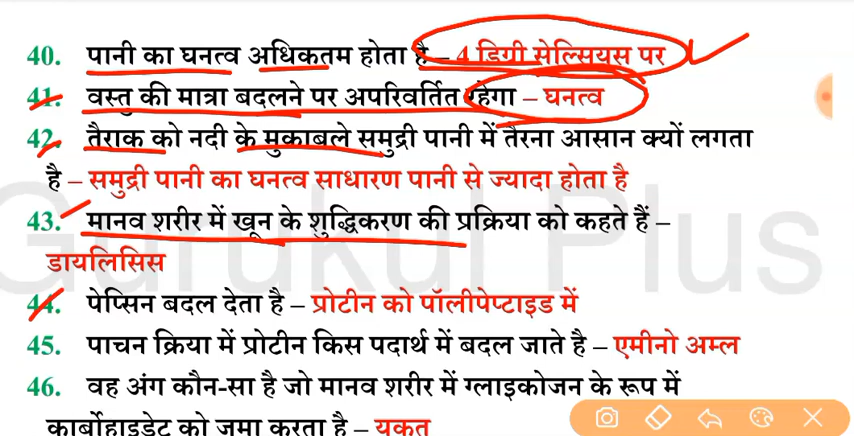 40. पानी का घनत्व अधिकतम होता है – 4 डिग्री सेल्सियस पर
41. वस्तु की मात्रा बदलने पर अपरिवर्तित रहेगा – घनत्व
42. तैराक को नदी के मुकाबले समुद्री पानी में तैरना आसान क्यों लगता
है – समुद्री पानी का घनत्व साधारण पानी से ज्यादा होता है
43. मानव शरीर में खून के शुद्धिकरण की प्रक्रिया को कहते हैं –
डायलिसिस
44. पेप्सिन बदल देता है – प्रोटीन को पॉलीपेप्टाइड में
45. पाचन क्रिया में प्रोटीन किस पदार्थ में बदल जाते है – एमीनो अम्ल
46. वह अंग कौन-सा है जो मानव शरीर में ग्लाइकोजन के रूप में
कार्बोहाइडेट को जमा करता है – यकृत
Gurukul Plus